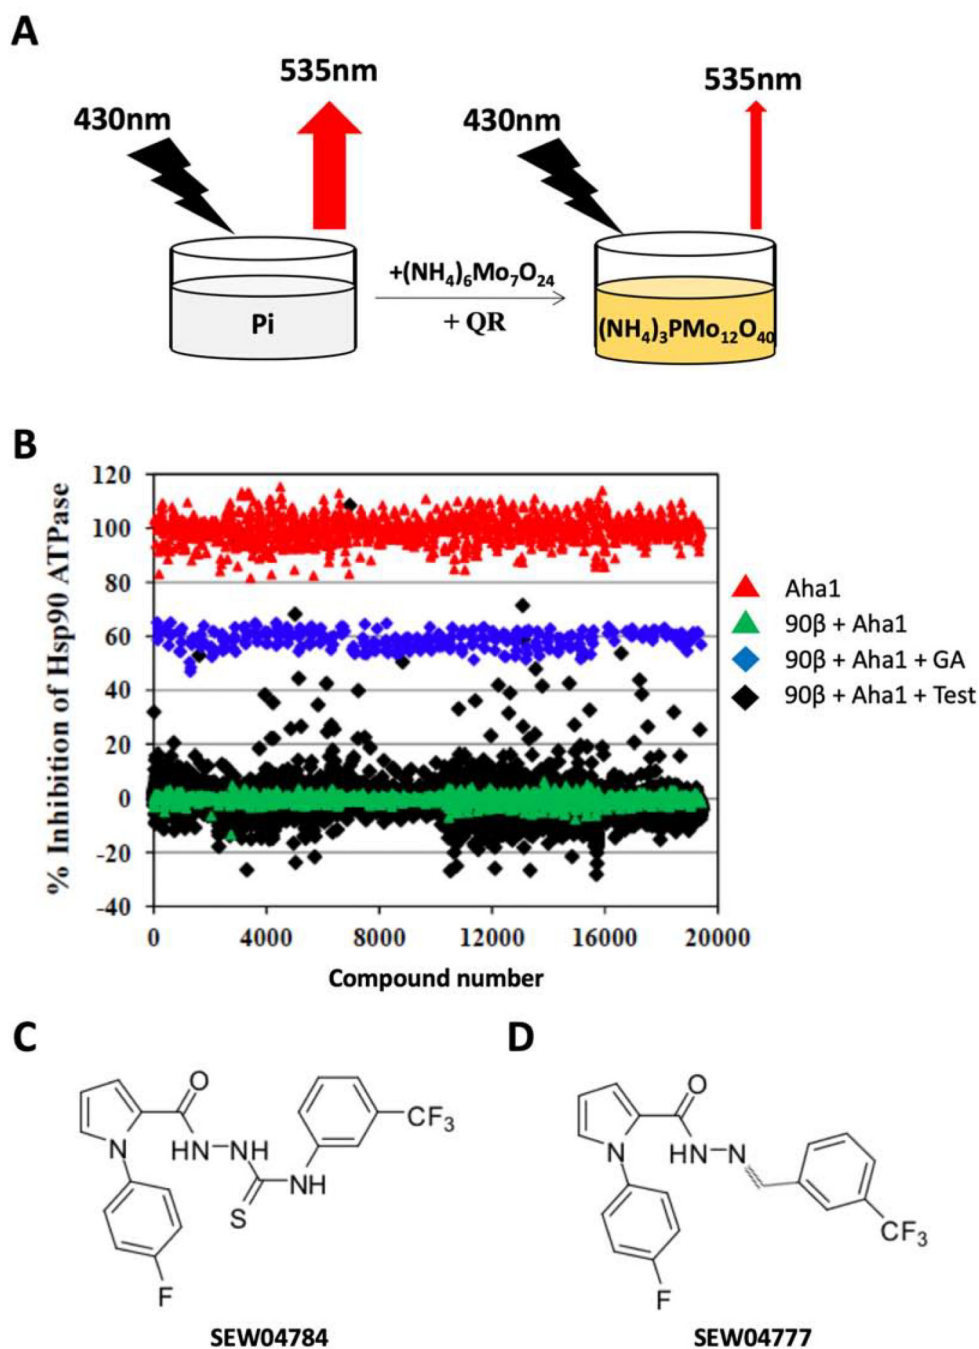 A
535nm
535nm
430nm
430nm
+(NH₄)₆Mo₇O₂₄
+ QR
Pi
(NH₄)₃PMo₁₂O₄₀
B
% Inhibition of Hsp90 ATPase
120
100
80
60
40
20
0
-20
-40
0
4000
8000
12000
16000
20000
Compound number
Aha1
90β + Aha1
90β + Aha1 + GA
90β + Aha1 + Test
C
D
O
CF₃
N
HN
NH
NH
S
F
SEW04784
O
N
HN
N
CF₃
F
SEW04777